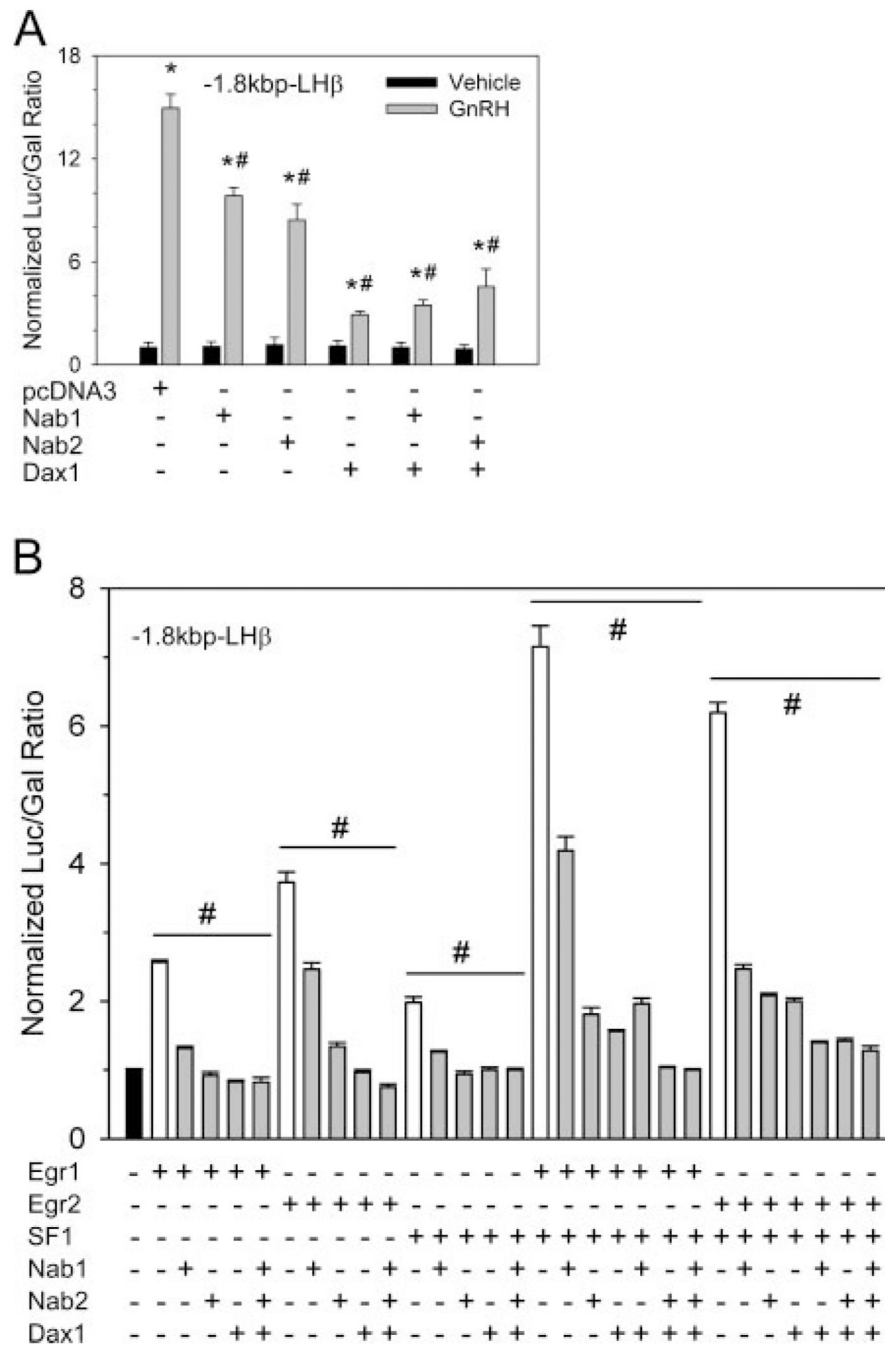 A
18
-1.8kbp-LHβ
Vehicle
GnRH
*
*#
*#
*#
*#
*#
12
6
0
Normalized Luc/Gal Ratio
pcDNA3 + - - - - -
Nab1 - + - - + -
Nab2 - - + - - +
Dax1 - - - + + +
B
8
-1.8kbp-LHβ
#
#
#
#
#
6
4
2
0
Normalized Luc/Gal Ratio
Egr1 - + + + + + - - - - - - - - - - + + + + + + + - - - - - - -
Egr2 - - - - - - + + + + + - - - - - - - - - - - - + + + + + + +
SF1 - - - - - - - - - - - + + + + + + + + + + + + + + + + + + +
Nab1 - - + - - + - + - - + - + - - + - + - - + - + - + - - + - +
Nab2 - - - + - + - - + - + - - + - + - - + - - + + - - + - - + +
Dax1 - - - - + + - - - + + - - - + + - - - + + + + - - - + + + +